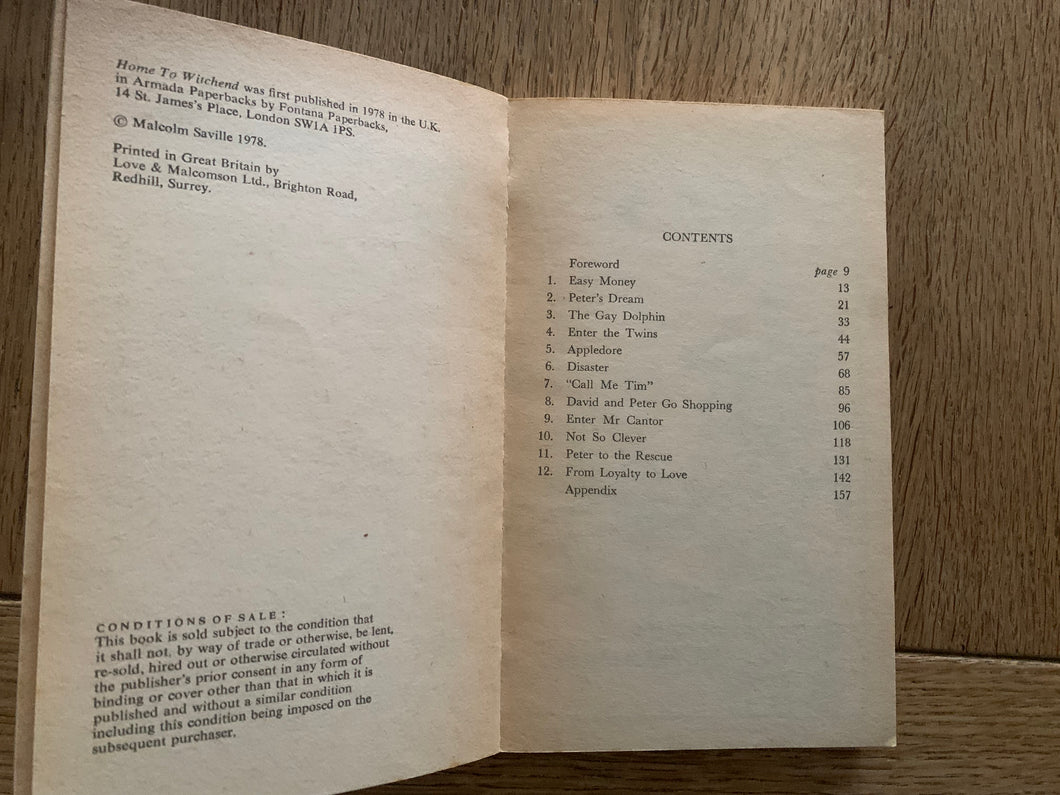 Home To Witchend was first published in 1978 in the U.K.
in Armada Paperbacks by Fontana Paperbacks,
14 St. James's Place, London SW1A 1PS.
© Malcolm Saville 1978.
Printed in Great Britain by
Love & Malcomson Ltd., Brighton Road,
Redhill, Surrey.
CONDITIONS OF SALE:
This book is sold subject to the condition that
it shall not, by way of trade or otherwise, be lent,
re-sold, hired out or otherwise circulated without
the publisher's prior consent in any form of
binding or cover other than that in which it is
published and without a similar condition
including this condition being imposed on the
subsequent purchaser.
CONTENTS
Foreword page 9
1. Easy Money 13
2. Peter's Dream 21
3. The Gay Dolphin 33
4. Enter the Twins 44
5. Appledore 57
6. Disaster 68
7. "Call Me Tim" 85
8. David and Peter Go Shopping 96
9. Enter Mr Cantor 106
10. Not So Clever 118
11. Peter to the Rescue 131
12. From Loyalty to Love 142
Appendix 157